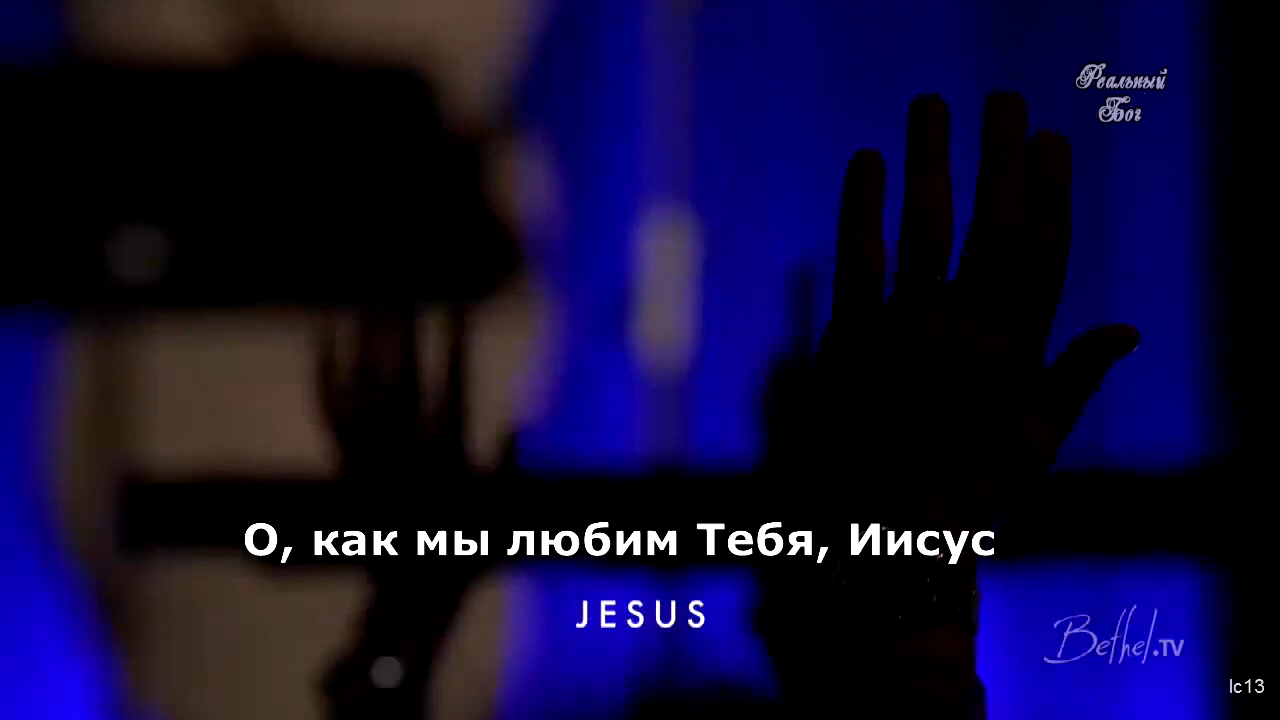 Реальный
Бог
О, как мы любим Тебя, Иисус
JESUS
Bethel.TV
lc13